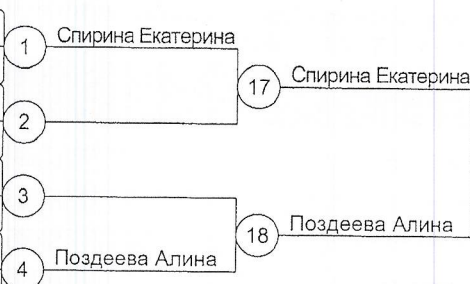 1 Спирина Екатерина
17 Спирина Екатерина
2
3
18 Поздеева Алина
4 Поздеева Алина